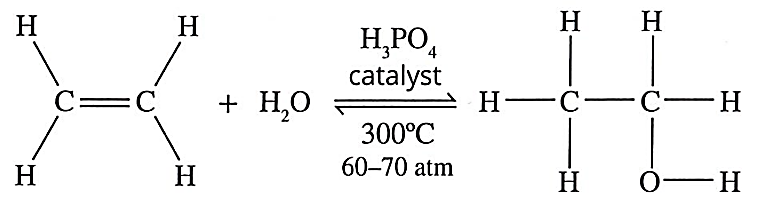 H H H₃PO₄ H H
catalyst
C=C + H₂O ⇌ H—C—C—H
300ºC
60–70 atm
H H H O—H